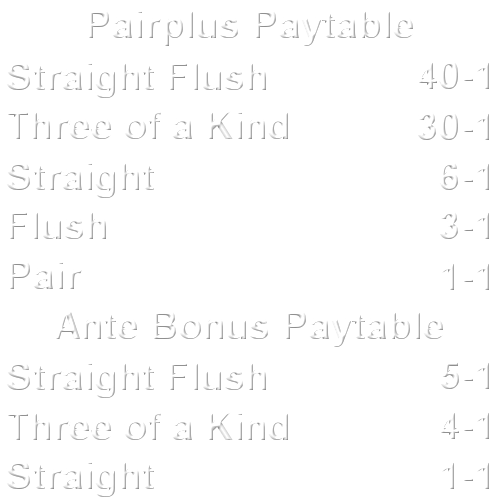 Pairplus Paytable
Straight Flush 40-1
Three of a Kind 30-1
Straight 6-1
Flush 3-1
Pair 1-1
Ante Bonus Paytable
Straight Flush 5-1
Three of a Kind 4-1
Straight 1-1